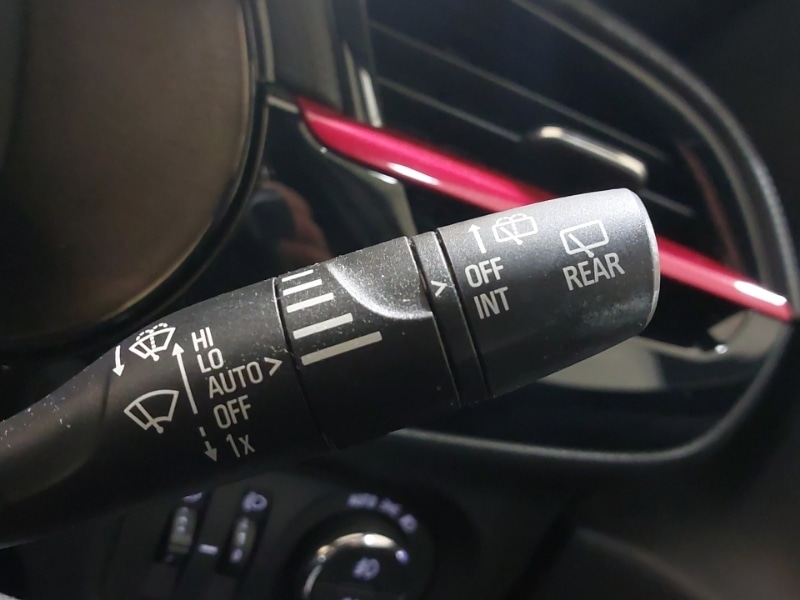 HI
LO
AUTO >
OFF
1x
>
OFF
INT
REAR